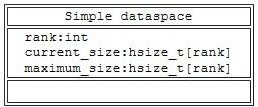 Simple dataspace
rank:int
current_size:hsize_t[rank]
maximum_size:hsize_t[rank]